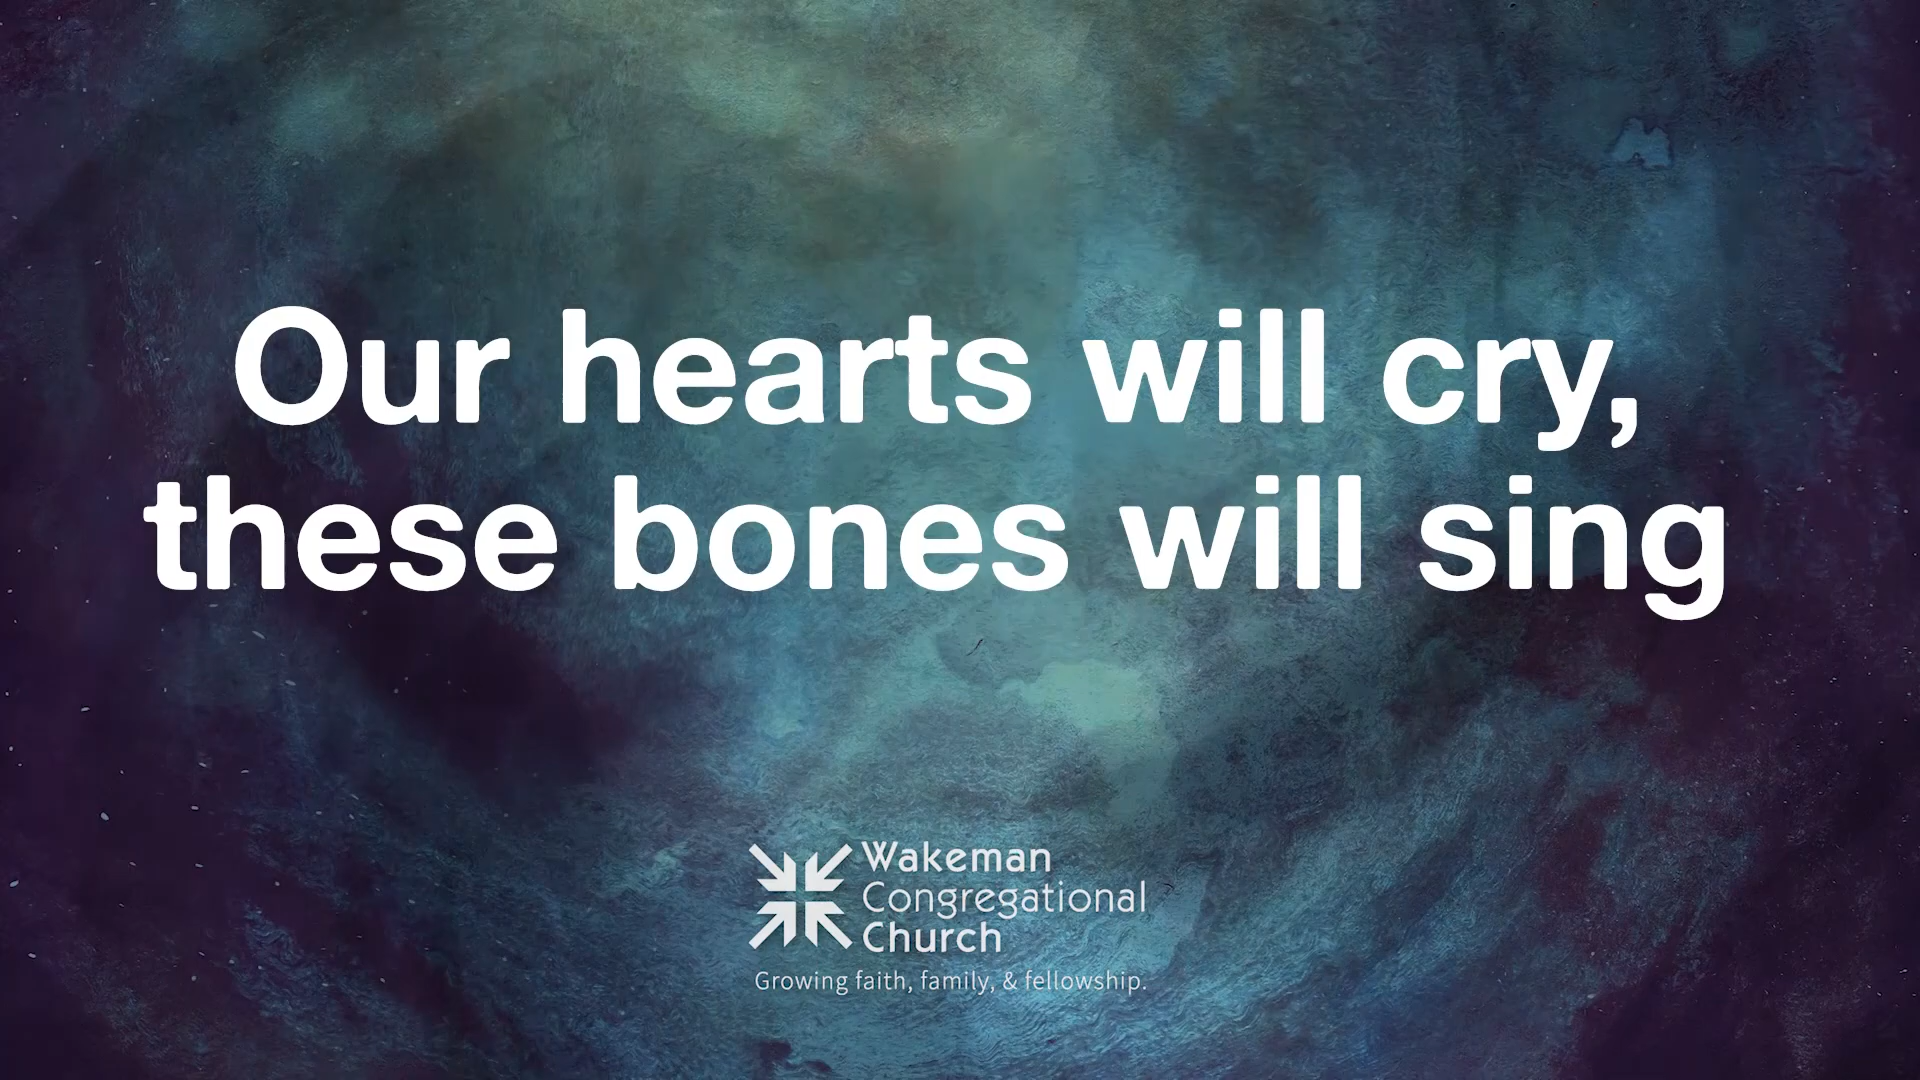 Our hearts will cry,
these bones will sing
Wakeman
Congregational
Church
Growing faith, family, & fellowship.